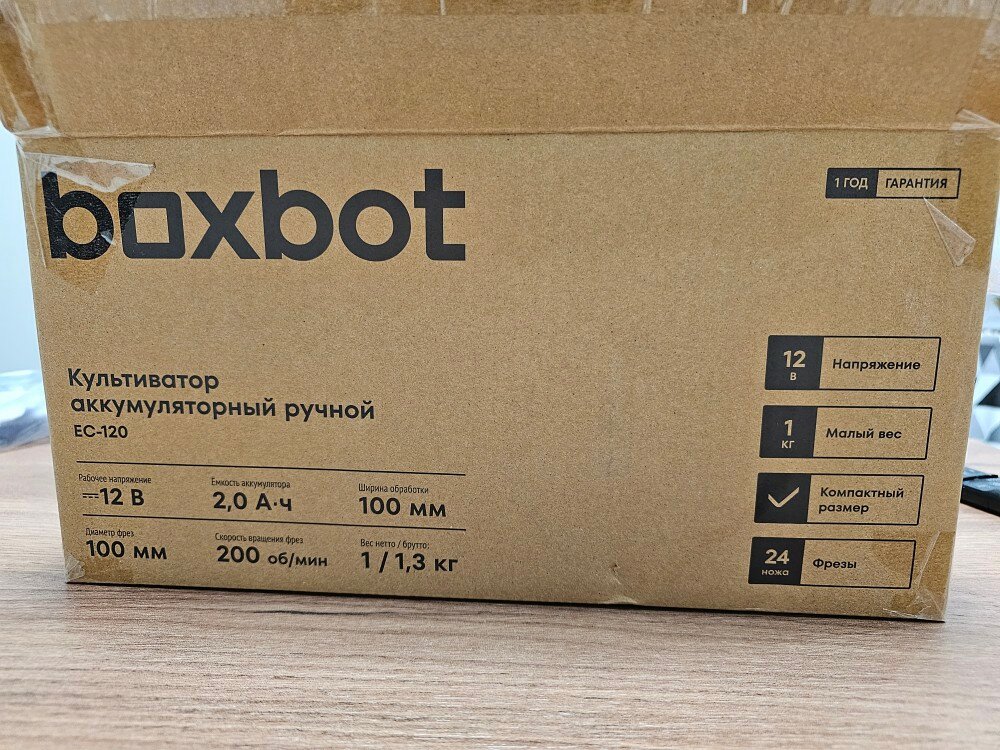 boxbot
1 ГОД ГАРАНТИЯ
Культиватор
аккумуляторный ручной
EC-120
Рабочее напряжение
12 В
Емкость аккумулятора
2,0 А·ч
Ширина обработки
100 мм
Диаметр фрез
100 мм
Скорость вращения фрез
200 об/мин
Вес нетто / брутто:
1 / 1,3 кг
12
В
Напряжение
1
кг
Малый вес
Компактный
размер
24
ножа
Фрезы